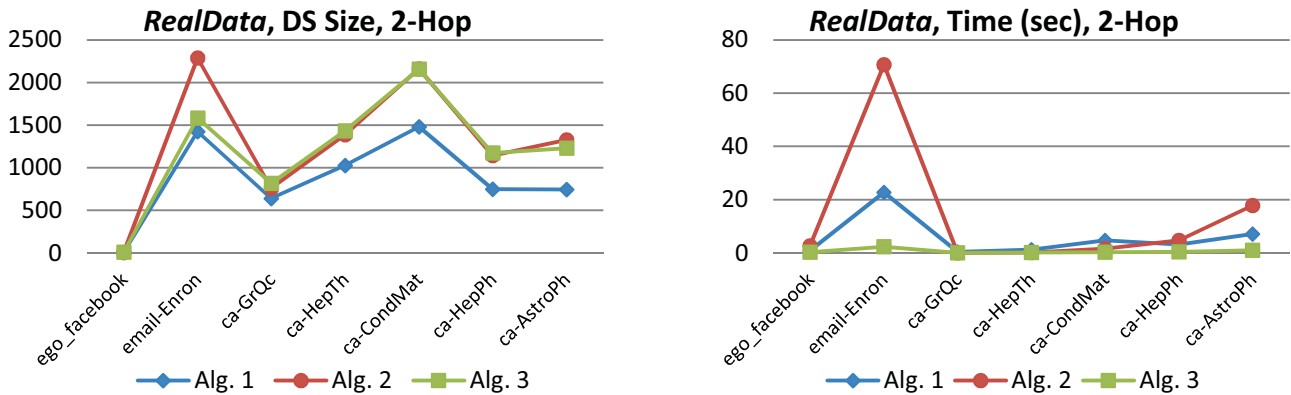 RealData, DS Size, 2-Hop
2500
2000
1500
1000
500
0
ego_facebook
email-Enron
ca-GrQc
ca-HepTh
ca-CondMat
ca-HepPh
ca-AstroPh
Alg. 1 Alg. 2 Alg. 3
RealData, Time (sec), 2-Hop
80
60
40
20
0
ego_facebook
email-Enron
ca-GrQc
ca-HepTh
ca-CondMat
ca-HepPh
ca-AstroPh
Alg. 1 Alg. 2 Alg. 3